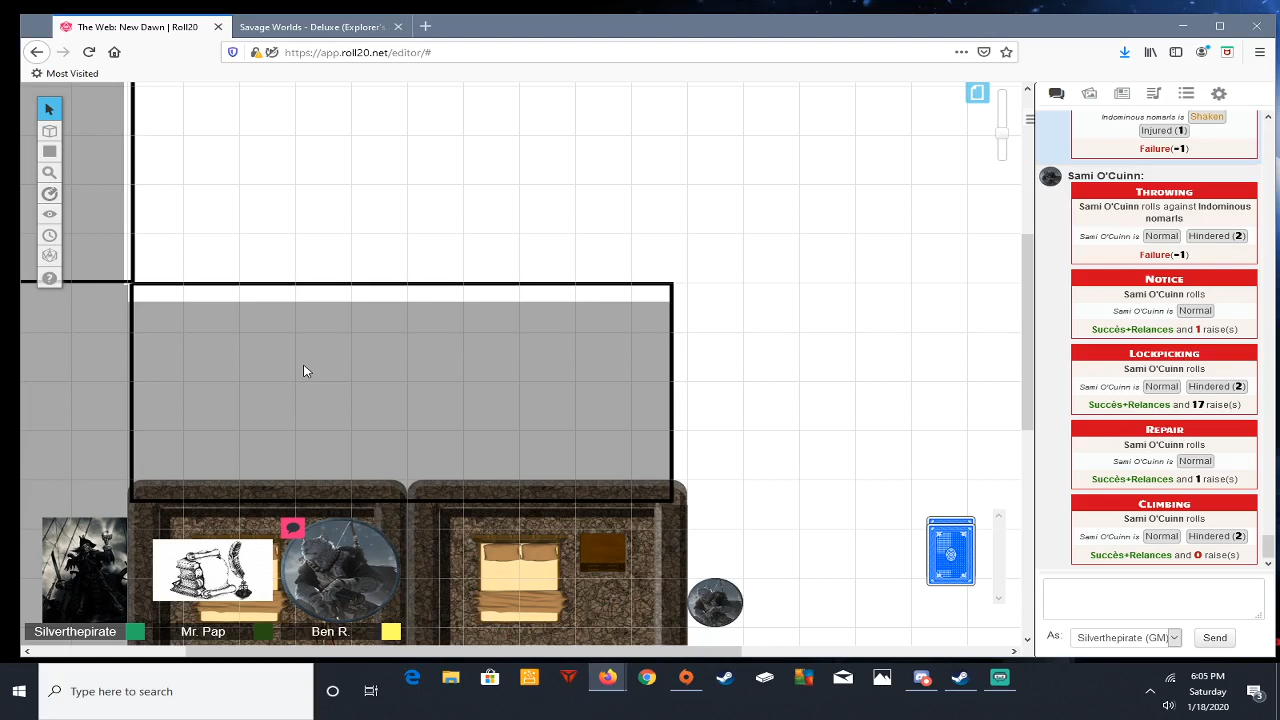 The Web: New Dawn | Roll20
Savage Worlds - Deluxe (Explorer's
https://app.roll20.net/editor/#
Most Visited
Indominous nomaris is Shaken
Injured (1)
Failure(-1)
Sami O'Cuinn:
THROWING
Sami O'Cuinn rolls against Indominous
nomaris
Sami O'Cuinn is Normal Hindered (2)
Failure(-1)
NOTICE
Sami O'Cuinn rolls
Sami O'Cuinn is Normal
Succès+Relances and 1 raise(s)
LOCKPICKING
Sami O'Cuinn rolls
Sami O'Cuinn is Normal Hindered (2)
Succès+Relances and 17 raise(s)
REPAIR
Sami O'Cuinn rolls
Sami O'Cuinn is Normal
Succès+Relances and 1 raise(s)
CLIMBING
Sami O'Cuinn rolls
Sami O'Cuinn is Normal Hindered (2)
Succès+Relances and 0 raise(s)
As: Silverthepirate (GM) Send
Silverthepirate
Mr. Pap
Ben R.
Type here to search
6:05 PM
Saturday
1/18/2020
3